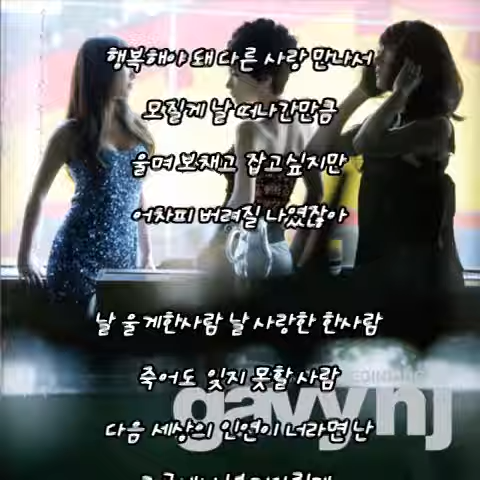 행복해야 돼 다른 사랑 만나서
모질게 날 떠나간만큼
울며 보채고 잡고싶지만
어차피 버려질 나였잖아
날 울게한사람 날 사랑한 한사람
죽어도 잊지 못할 사람
gavynj
다음 세상의 인연이 너라면 난